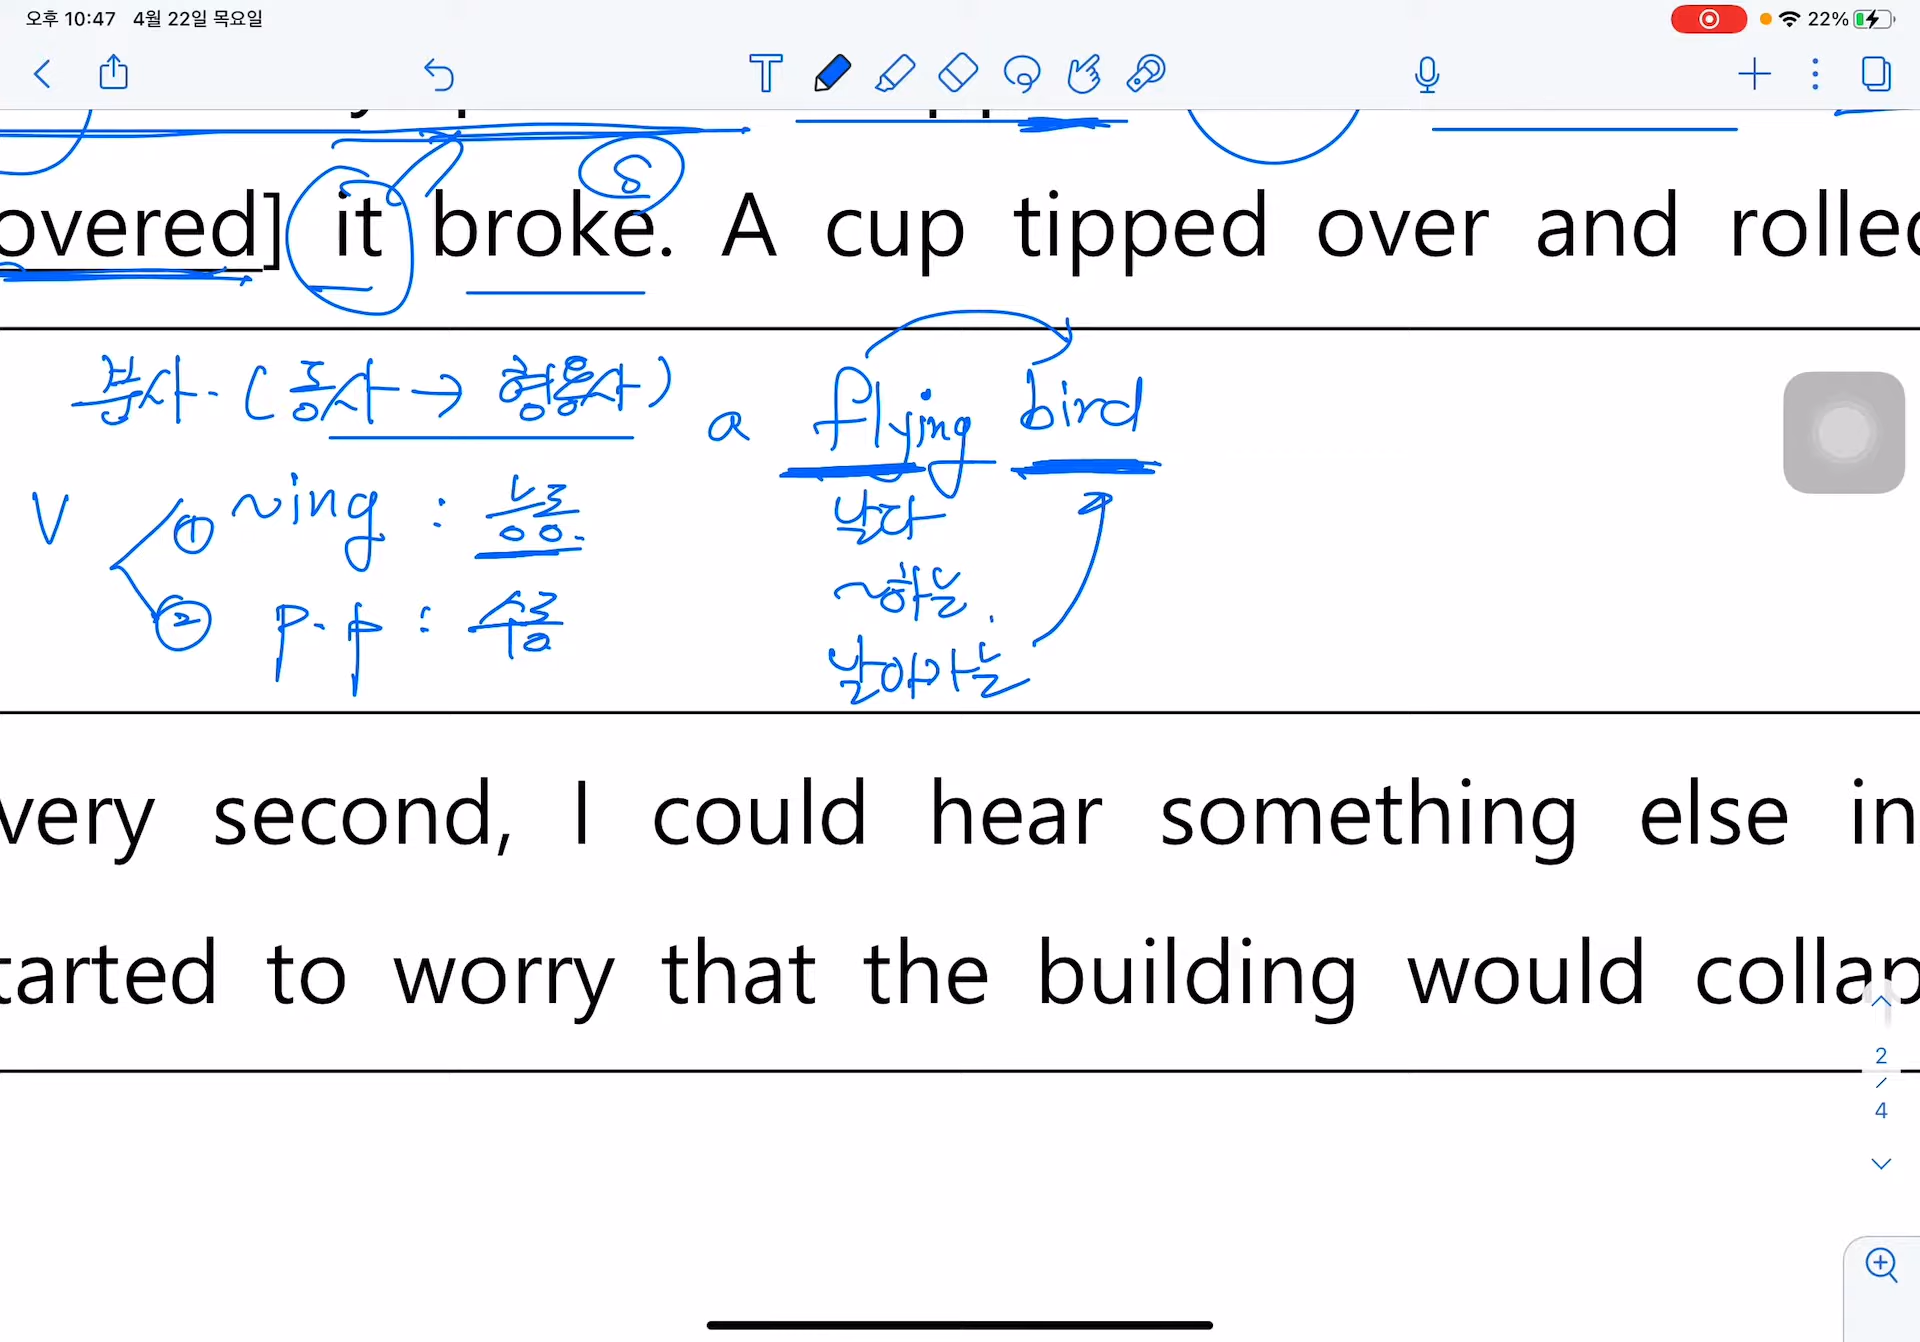 오후 10:47 4월 22일 목요일
22%
overed] it broke. A cup tipped over and rolled
S
분사. (동사 → 형용사)
a flying bird
V ① ~ing : 능동.
날다
② p.p : 수동
~하는.
날아가는
very second, I could hear something else in
tarted to worry that the building would collap
2
/
4